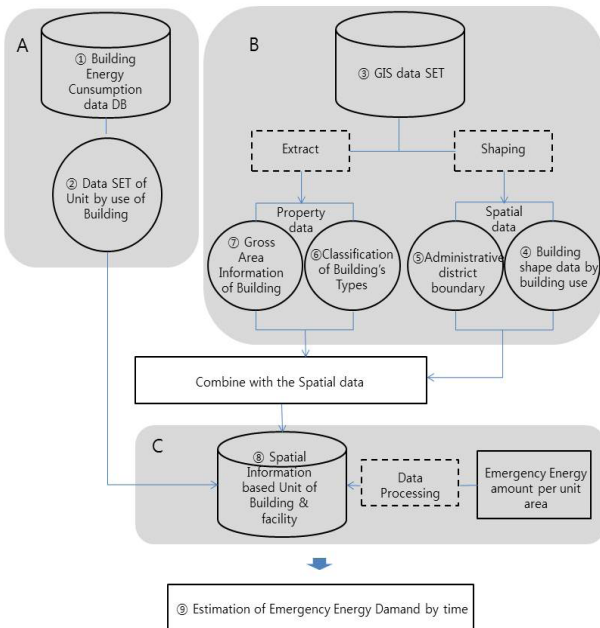 A
① Building
Energy
Cunsumption
data DB
② Data SET of
Unit by use of
Building
B
③ GIS data SET
Extract
Shaping
Property
data
Spatial
data
⑦ Gross
Area
Information
of Building
⑥Classification
of Building's
Types
⑤Administrative
district
boundary
④ Building
shape data by
building use
Combine with the Spatial data
C
⑧ Spatial
Information
based Unit of
Building &
facility
Data
Processing
Emergency Energy
amount per unit
area
⑨ Estimation of Emergency Energy Damand by time